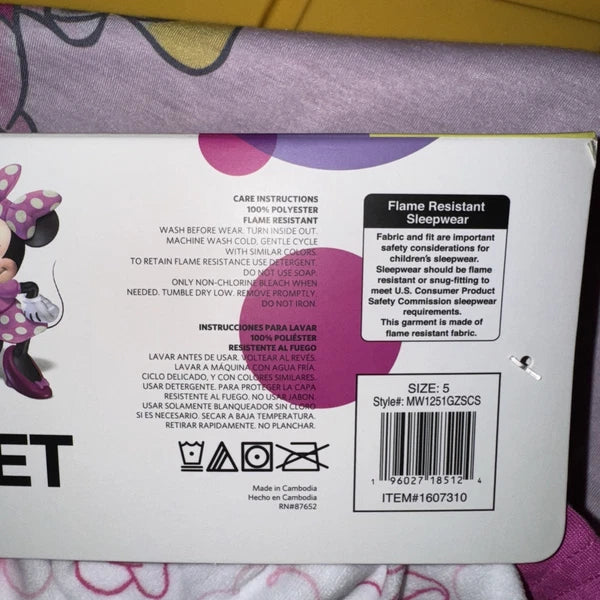 CARE INSTRUCTIONS
100% POLYESTER
FLAME RESISTANT
WASH BEFORE WEAR. TURN INSIDE OUT.
MACHINE WASH COLD, GENTLE CYCLE
WITH SIMILAR COLORS.
TO RETAIN FLAME RESISTANCE USE DETERGENT.
DO NOT USE SOAP.
ONLY NON-CHLORINE BLEACH WHEN
NEEDED. TUMBLE DRY LOW. REMOVE PROMPTLY.
DO NOT IRON.
INSTRUCCIONES PARA LAVAR
100% POLIÉSTER
RESISTENTE AL FUEGO
LAVAR ANTES DE USAR. VOLTEAR AL REVÉS.
LAVAR A MÁQUINA CON AGUA FRÍA.
CICLO DELICADO, Y CON COLORES SIMILARES.
USAR DETERGENTE. PARA PROTEGER LA CAPA
RESISTENTE AL FUEGO. NO USAR JABON.
USAR SOLAMENTE BLANQUEADOR SIN CLORO
SI ES NECESARIO. SECAR A BAJA TEMPERATURA.
RETIRAR RAPIDAMENTE. NO PLANCHAR.
Made in Cambodia
Hecho en Cambodia
RN#87652
ET
Flame Resistant
Sleepwear
Fabric and fit are important
safety considerations for
children's sleepwear.
Sleepwear should be flame
resistant or snug-fitting to
meet U.S. Consumer Product
Safety Commission sleepwear
requirements.
This garment is made of
flame resistant fabric.
SIZE: 5
Style#: MW1251GZSCS
1 96027 18512 4
ITEM#1607310